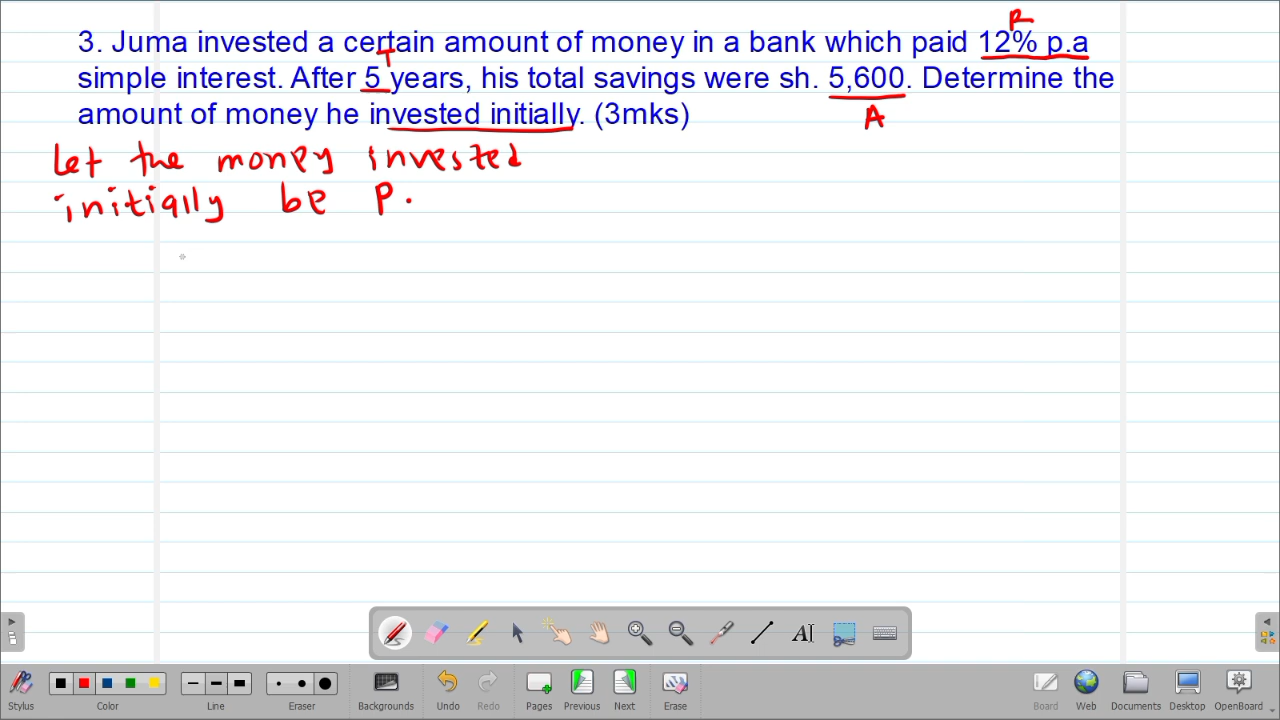 R
3. Juma invested a certain amount of money in a bank which paid 12% p.a
T
simple interest. After 5 years, his total savings were sh. 5,600. Determine the
amount of money he invested initially. (3mks)
A
Let the money invested
initially be P.
AI
Stylus Color Line Eraser Backgrounds Undo Redo Pages Previous Next Erase Board Web Documents Desktop OpenBoard